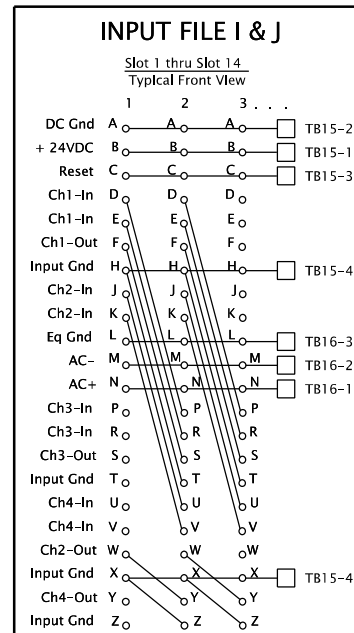 INPUT FILE I & J
Slot 1 thru Slot 14
Typical Front View
1 2 3 . . .
DC Gnd A A A TB15-2
+ 24VDC B B B TB15-1
Reset C C C TB15-3
Ch1-In D D D
Ch1-In E E E
Ch1-Out F F F
Input Gnd H H H TB15-4
Ch2-In J J J
Ch2-In K K K
Eq Gnd L L L TB16-3
AC- M M M TB16-2
AC+ N N N TB16-1
Ch3-In P P P
Ch3-In R R R
Ch3-Out S S S
Input Gnd T T T
Ch4-In U U U
Ch4-In V V V
Ch2-Out W W W
Input Gnd X X X TB15-4
Ch4-Out Y Y Y
Input Gnd Z Z Z